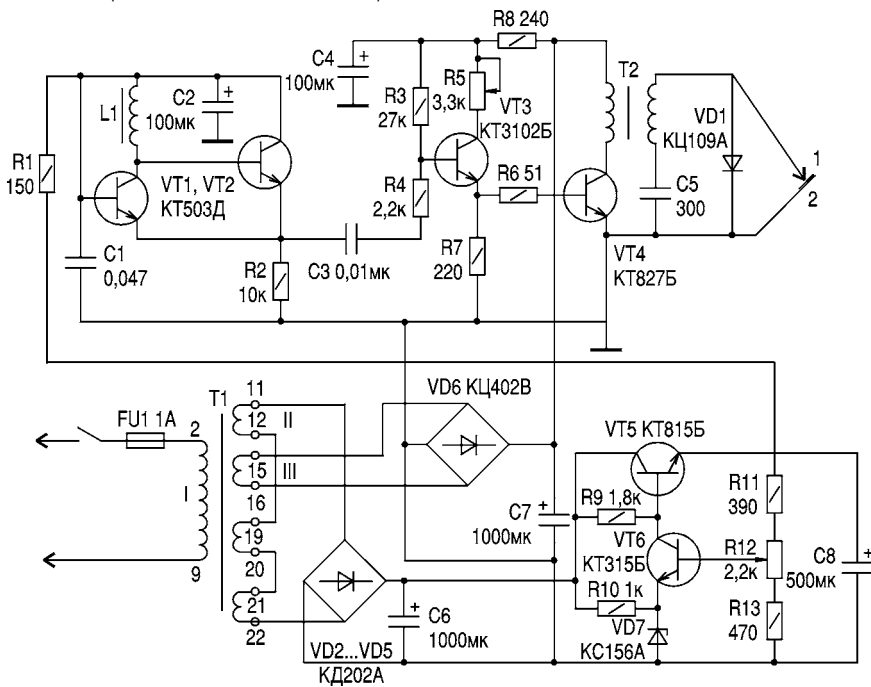 R8 240
C4
+
100мк
R3
27к
R5
3,3к
VT3
КТ3102Б
T2
L1
C2
+
100мк
VD1
КЦ109А
R1
150
VT1, VT2
КТ503Д
R4
2,2к
R6 51
C5
300
1
2
C1
0,047
R2
10к
C3 0,01мк
R7
220
VT4
КТ827Б
T1
11
12
II
VD6 КЦ402В
FU1 1A
2
15
III
16
I
19
20
9
21
22
VT5 КТ815Б
R9 1,8к
R11
390
C7
+
1000мк
VT6
КТ315Б
R12
2,2к
C8
+
500мк
R10 1к
C6
+
1000мк
VD7
КС156А
R13
470
VD2...VD5
КД202А